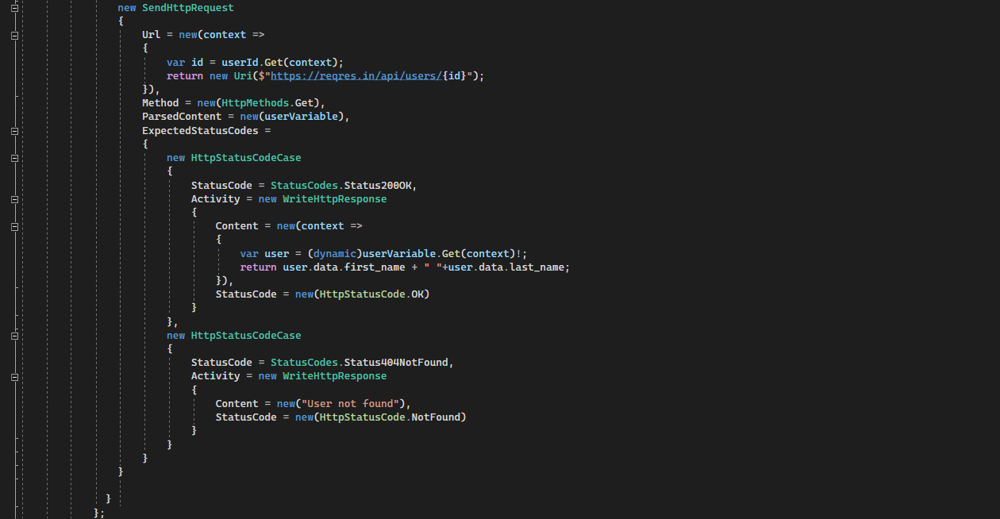 new SendHttpRequest
{
Url = new(context =>
{
var id = userId.Get(context);
return new Uri($"https://reqres.in/api/users/{id}");
}),
Method = new(HttpMethods.Get),
ParsedContent = new(userVariable),
ExpectedStatusCodes =
{
new HttpStatusCodeCase
{
StatusCode = StatusCodes.Status200OK,
Activity = new WriteHttpResponse
{
Content = new(context =>
{
var user = (dynamic)userVariable.Get(context)!;
return user.data.first_name + " "+user.data.last_name;
}),
StatusCode = new(HttpStatusCode.OK)
}
},
new HttpStatusCodeCase
{
StatusCode = StatusCodes.Status404NotFound,
Activity = new WriteHttpResponse
{
Content = new("User not found"),
StatusCode = new(HttpStatusCode.NotFound)
}
}
}
}
}
};